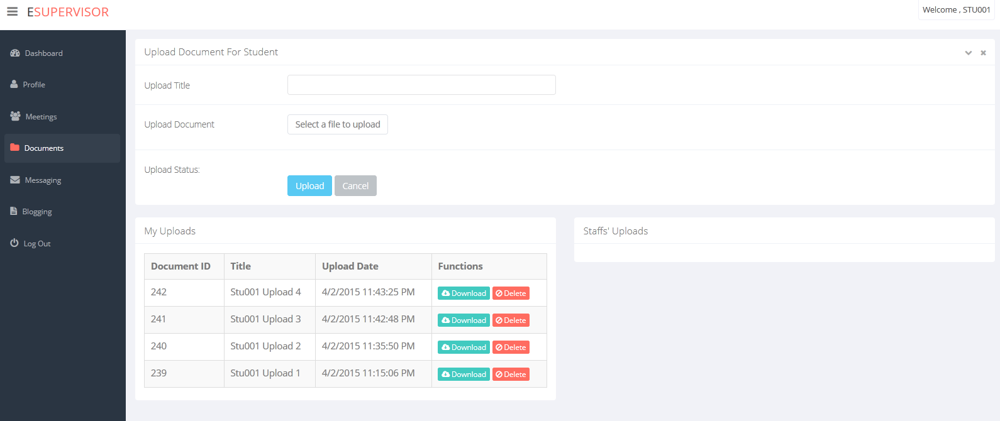 ESUPERVISOR
Welcome , STU001
Dashboard
Profile
Meetings
Documents
Messaging
Blogging
Log Out
Upload Document For Student
Upload Title
Upload Document Select a file to upload
Upload Status:
Upload Cancel
My Uploads
Document ID Title Upload Date Functions
242 Stu001 Upload 4 4/2/2015 11:43:25 PM Download Delete
241 Stu001 Upload 3 4/2/2015 11:42:48 PM Download Delete
240 Stu001 Upload 2 4/2/2015 11:35:50 PM Download Delete
239 Stu001 Upload 1 4/2/2015 11:15:06 PM Download Delete
Staffs' Uploads